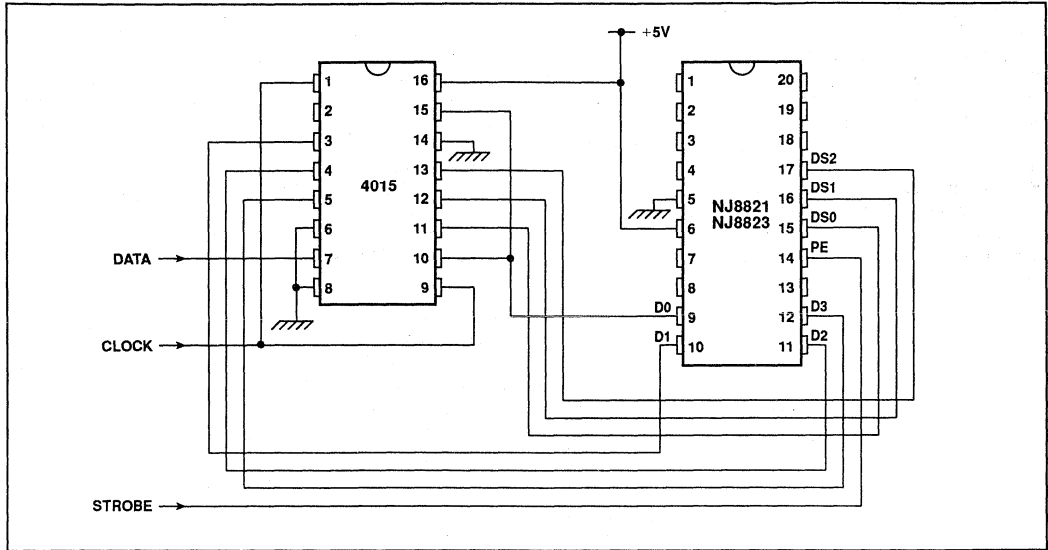 +5V
1 16
2 15
3 14
4 13
4015
5 12
6 11
7 10
8 9
1 20
2 19
3 18
4 17 DS2
5 16 DS1
NJ8821
NJ8823
6 15 DS0
7 14 PE
8 13
D0 9 12 D3
D1 10 11 D2
DATA
CLOCK
STROBE